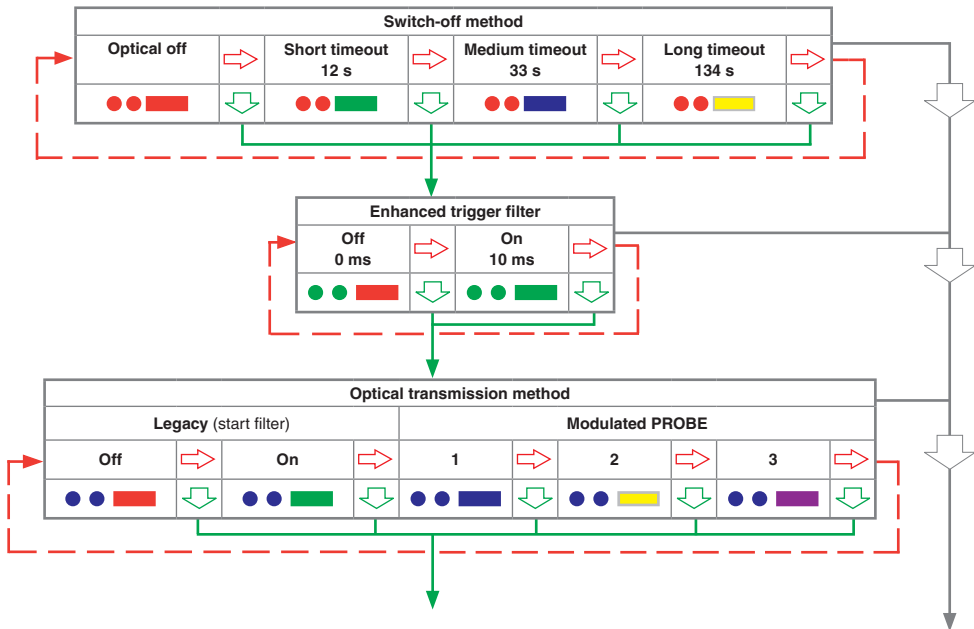 Switch-off method
Optical off Short timeout Medium timeout Long timeout
12 s 33 s 134 s
Enhanced trigger filter
Off On
0 ms 10 ms
Optical transmission method
Legacy (start filter) Modulated PROBE
Off On 1 2 3